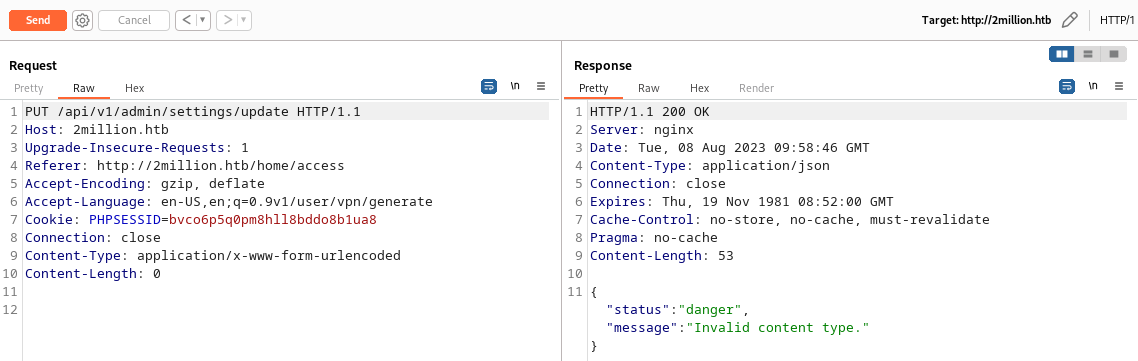 Send Cancel < > Target: http://2million.htb HTTP/1
Request
Pretty Raw Hex \n
1 PUT /api/v1/admin/settings/update HTTP/1.1
2 Host: 2million.htb
3 Upgrade-Insecure-Requests: 1
4 Referer: http://2million.htb/home/access
5 Accept-Encoding: gzip, deflate
6 Accept-Language: en-US,en;q=0.9v1/user/vpn/generate
7 Cookie: PHPSESSID=bvco6p5q0pm8hll8bddo8b1ua8
8 Connection: close
9 Content-Type: application/x-www-form-urlencoded
10 Content-Length: 0
11
12
Response
Pretty Raw Hex Render \n
1 HTTP/1.1 200 OK
2 Server: nginx
3 Date: Tue, 08 Aug 2023 09:58:46 GMT
4 Content-Type: application/json
5 Connection: close
6 Expires: Thu, 19 Nov 1981 08:52:00 GMT
7 Cache-Control: no-store, no-cache, must-revalidate
8 Pragma: no-cache
9 Content-Length: 53
10
11 {
"status":"danger",
"message":"Invalid content type."
}